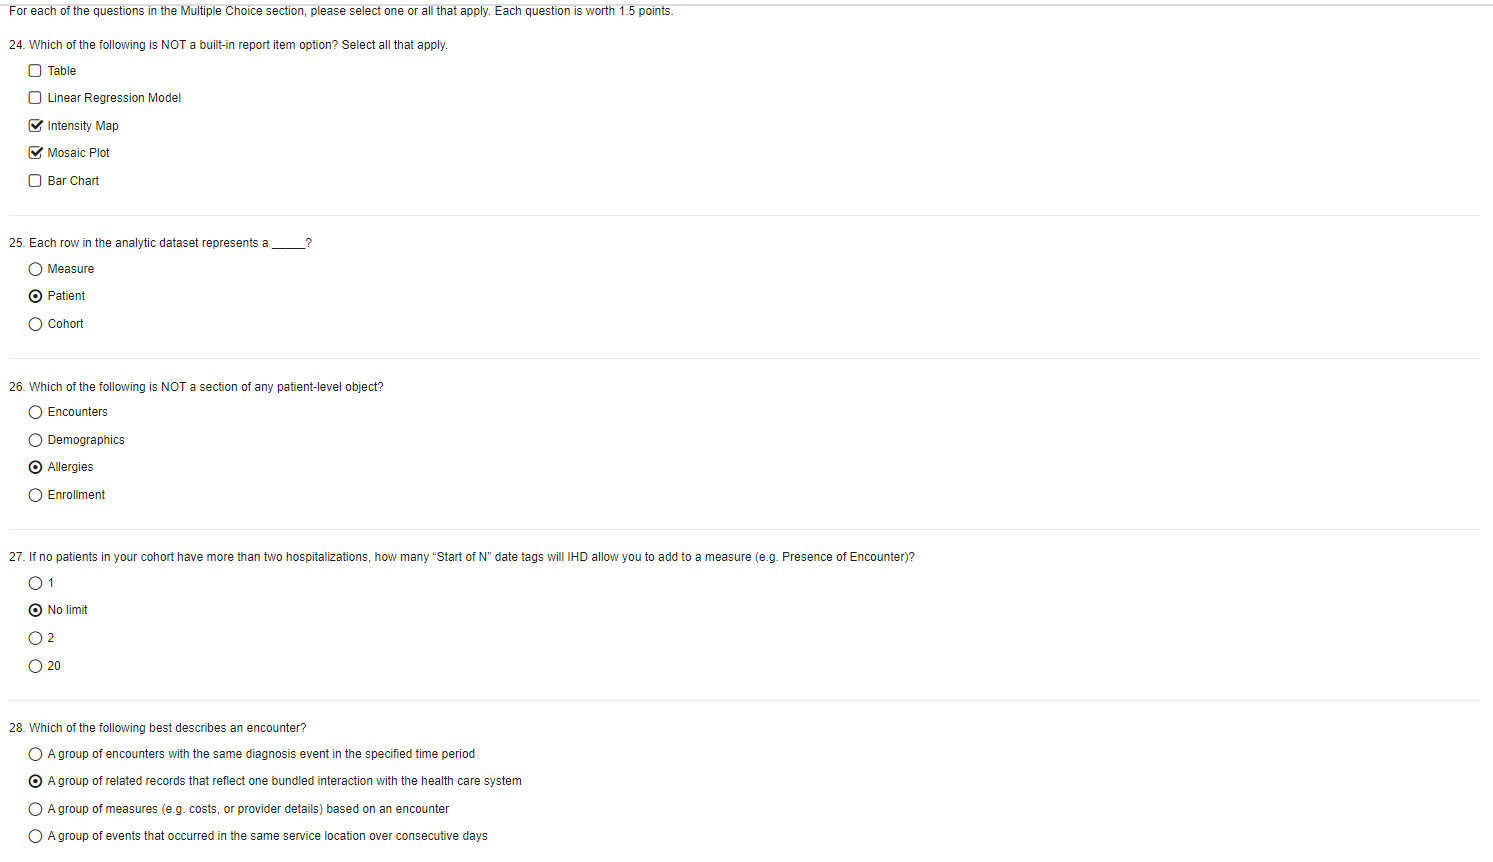 For each of the questions in the Multiple Choice section, please select one or all that apply. Each question is worth 1.5 points.
24. Which of the following is NOT a built-in report item option? Select all that apply.
Table
Linear Regression Model
Intensity Map
Mosaic Plot
Bar Chart
25. Each row in the analytic dataset represents a _____?
Measure
Patient
Cohort
26. Which of the following is NOT a section of any patient-level object?
Encounters
Demographics
Allergies
Enrollment
27. If no patients in your cohort have more than two hospitalizations, how many “Start of N” date tags will IHD allow you to add to a measure (e.g. Presence of Encounter)?
1
No limit
2
20
28. Which of the following best describes an encounter?
A group of encounters with the same diagnosis event in the specified time period
A group of related records that reflect one bundled interaction with the health care system
A group of measures (e.g. costs, or provider details) based on an encounter
A group of events that occurred in the same service location over consecutive days